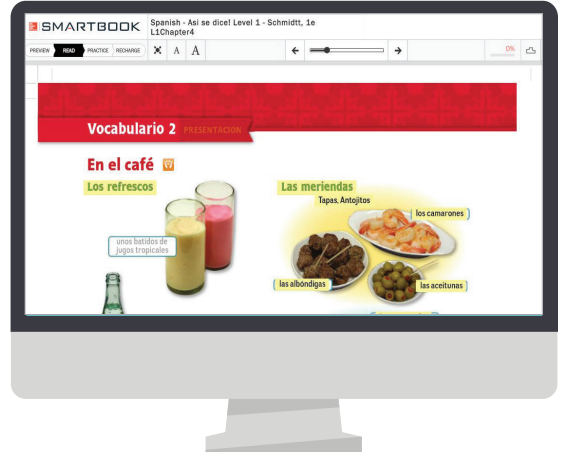 SMARTBOOK
Spanish - Asi se dice! Level 1 - Schmidtt, 1e
L1Chapter4
PREVIEW READ PRACTICE RECHARGE A A 0%
Vocabulario 2 PRESENTACIÓN
En el café
Los refrescos
Las meriendas
Tapas, Antojitos
los camarones
unos batidos de
jugos tropicales
las albóndigas
las aceitunas